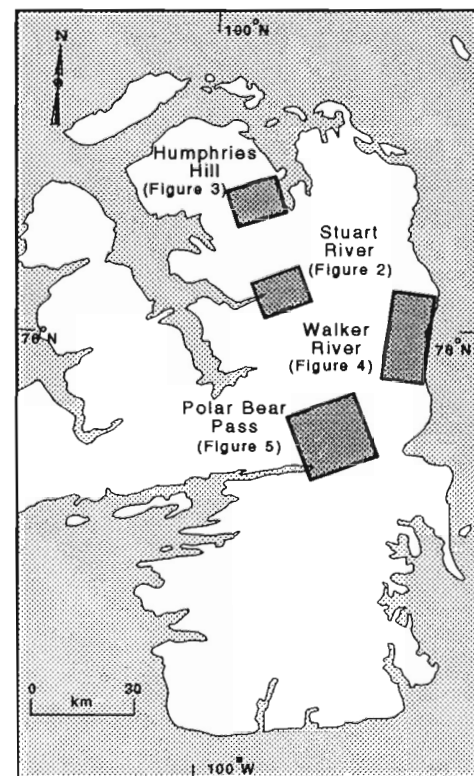 100°N
N
Humphries
Hill
(Figure 3)
Stuart
River
(Figure 2)
76°N
Walker
River
(Figure 4)
76°N
Polar Bear
Pass
(Figure 5)
0 30
km
100°W